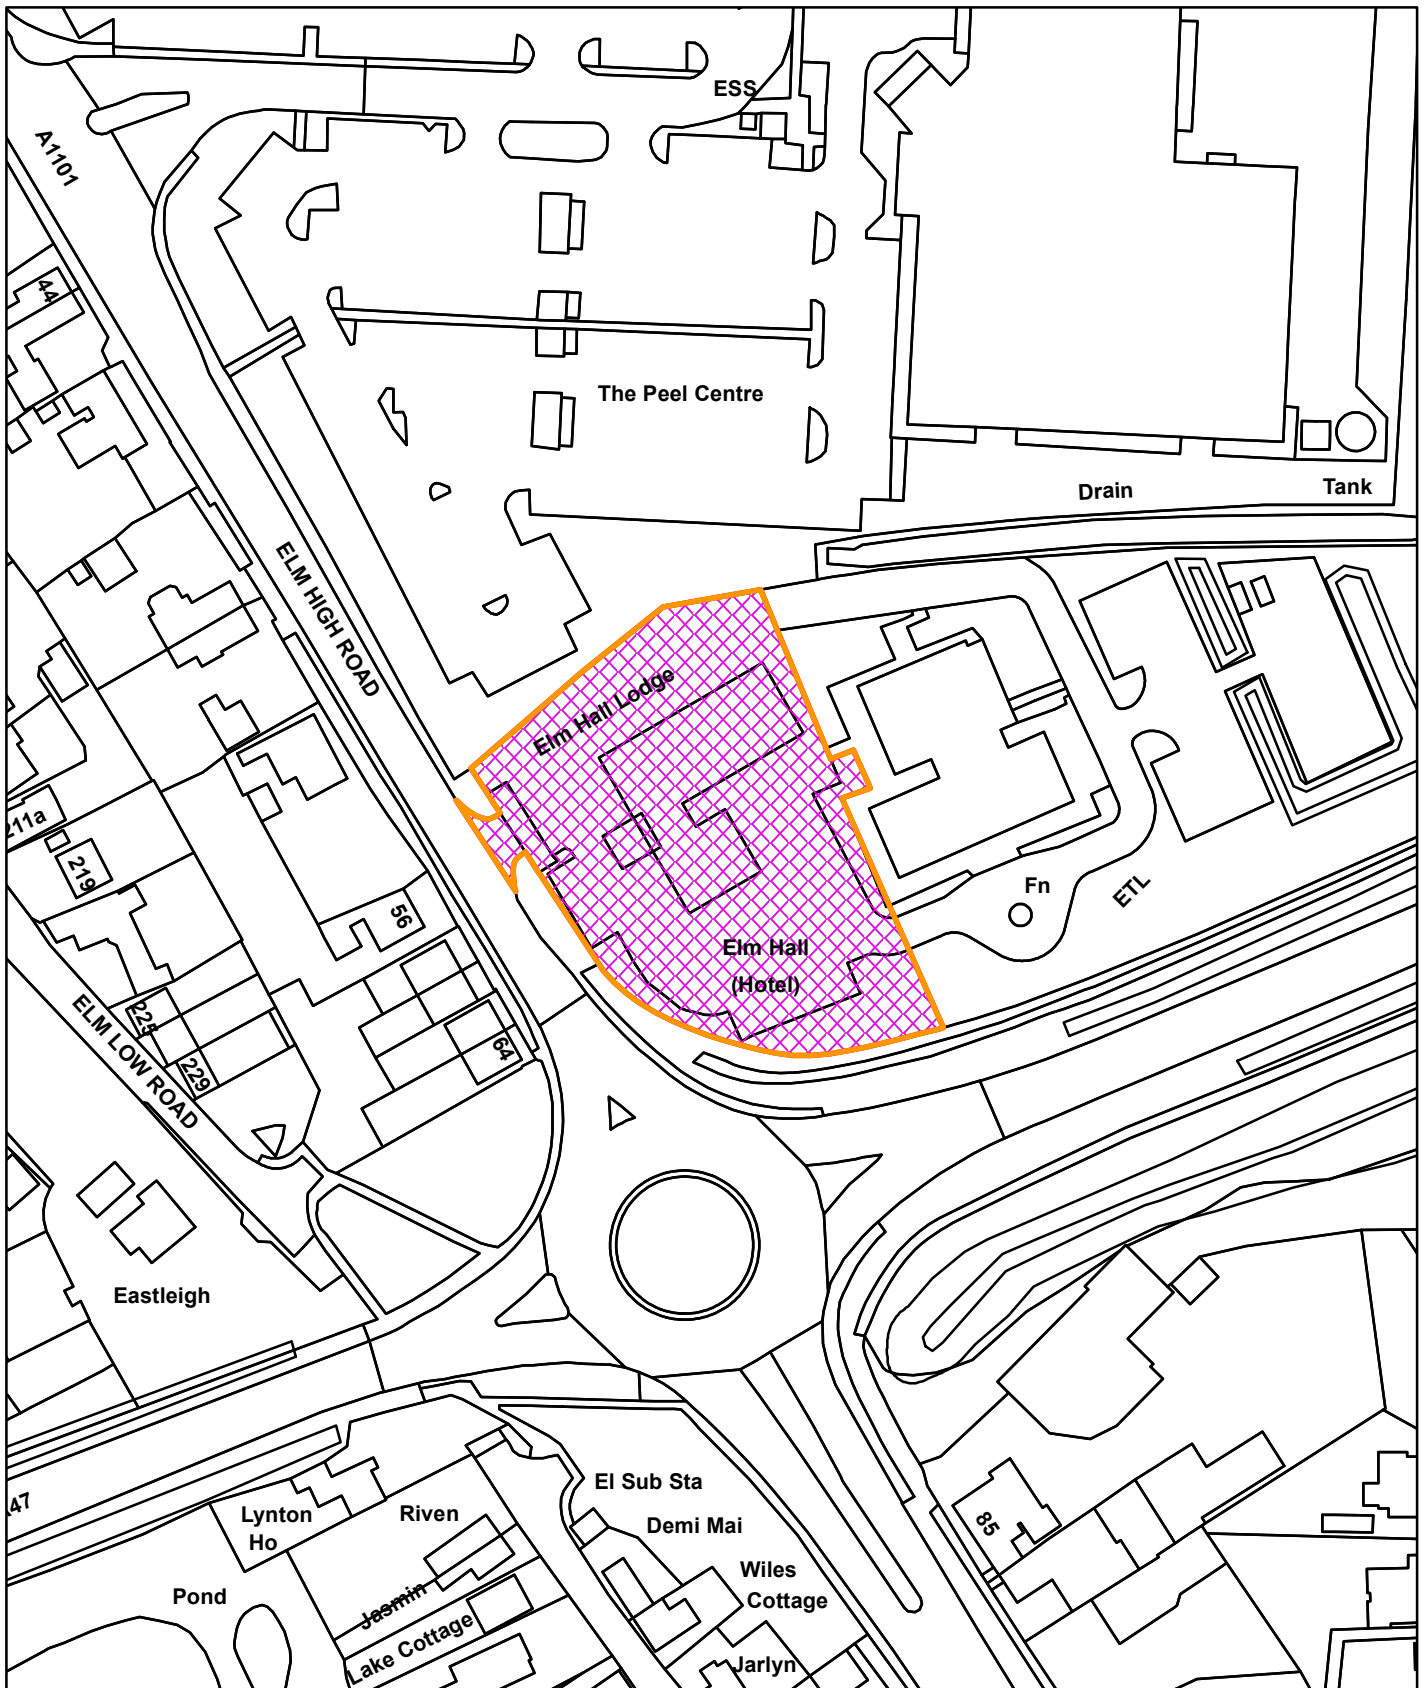 ESS
A1101
44
The Peel Centre
Drain
Tank
ELM HIGH ROAD
Elm Hall Lodge
211a
219
56
Fn
ETL
Elm Hall
(Hotel)
225
ELM LOW ROAD
229
64
Eastleigh
El Sub Sta
Lynton
Ho
Riven
Demi Mai
85
Wiles
Cottage
Pond
Jasmin
Lake Cottage
Jarlyn